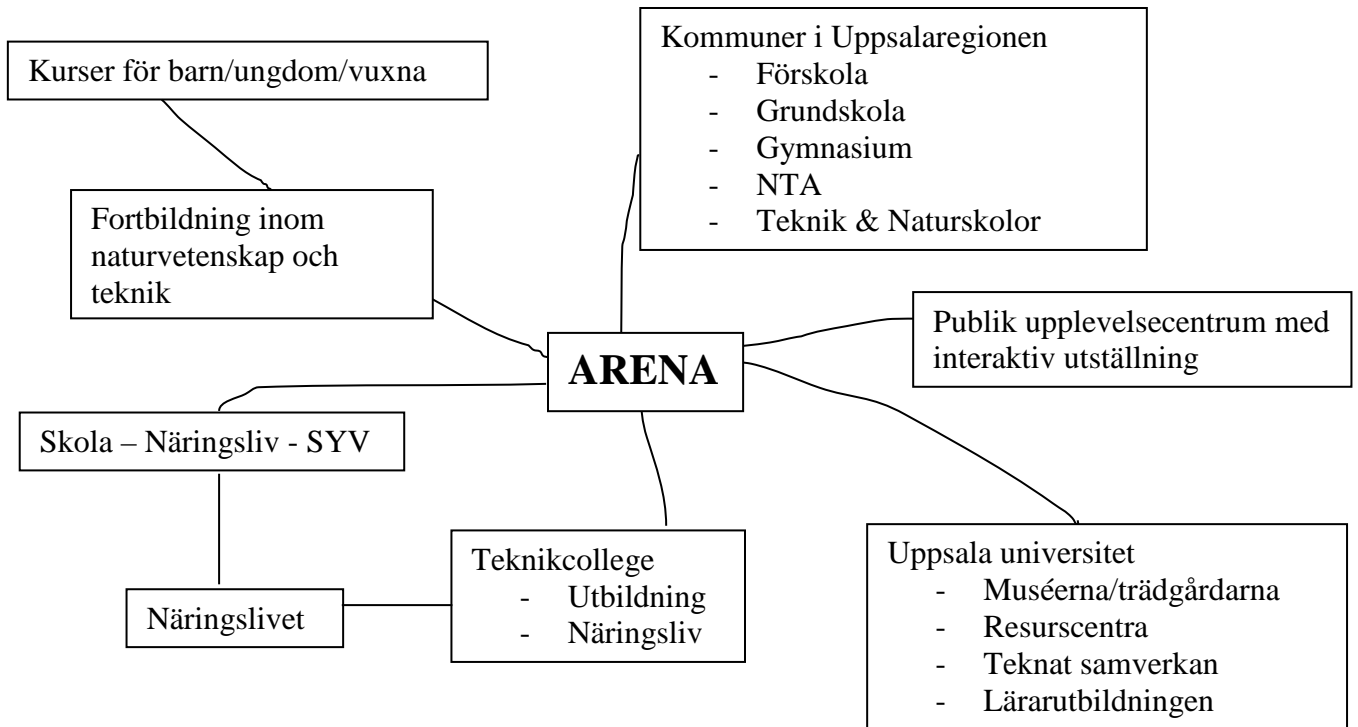 Kommuner i Uppsalaregionen
- Förskola
- Grundskola
- Gymnasium
- NTA
- Teknik & Naturskolor
Kurser för barn/ungdom/vuxna
Fortbildning inom
naturvetenskap och
teknik
Publik upplevelsecentrum med
interaktiv utställning
ARENA
Skola – Näringsliv - SYV
Teknikcollege
- Utbildning
- Näringsliv
Näringslivet
Uppsala universitet
- Muséerna/trädgårdarna
- Resurscentra
- Teknat samverkan
- Lärarutbildningen